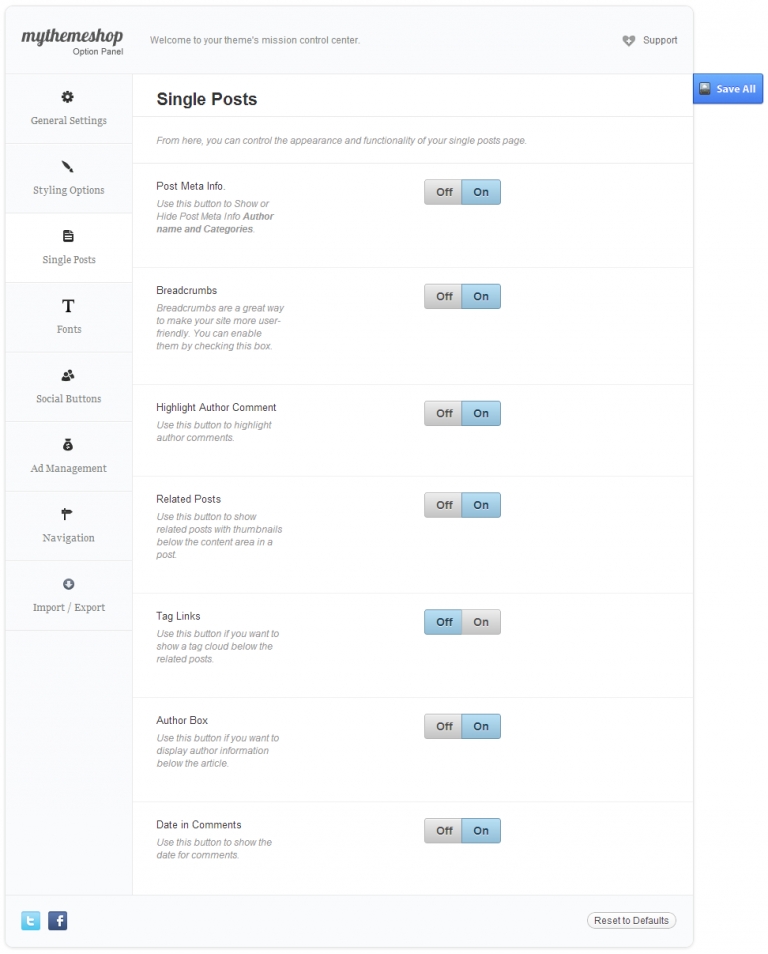 mythemeshop
Option Panel
Welcome to your theme's mission control center.
Support
Save All
General Settings
Styling Options
Single Posts
Fonts
Social Buttons
Ad Management
Navigation
Import / Export
Single Posts
From here, you can control the appearance and functionality of your single posts page.
Post Meta Info.
Off On
Use this button to Show or
Hide Post Meta Info Author
name and Categories.
Breadcrumbs
Off On
Breadcrumbs are a great way
to make your site more user-
friendly. You can enable
them by checking this box.
Highlight Author Comment
Off On
Use this button to highlight
author comments.
Related Posts
Off On
Use this button to show
related posts with thumbnails
below the content area in a
post.
Tag Links
Off On
Use this button if you want to
show a tag cloud below the
related posts.
Author Box
Off On
Use this button if you want to
display author information
below the article.
Date in Comments
Off On
Use this button to show the
date for comments.
Reset to Defaults